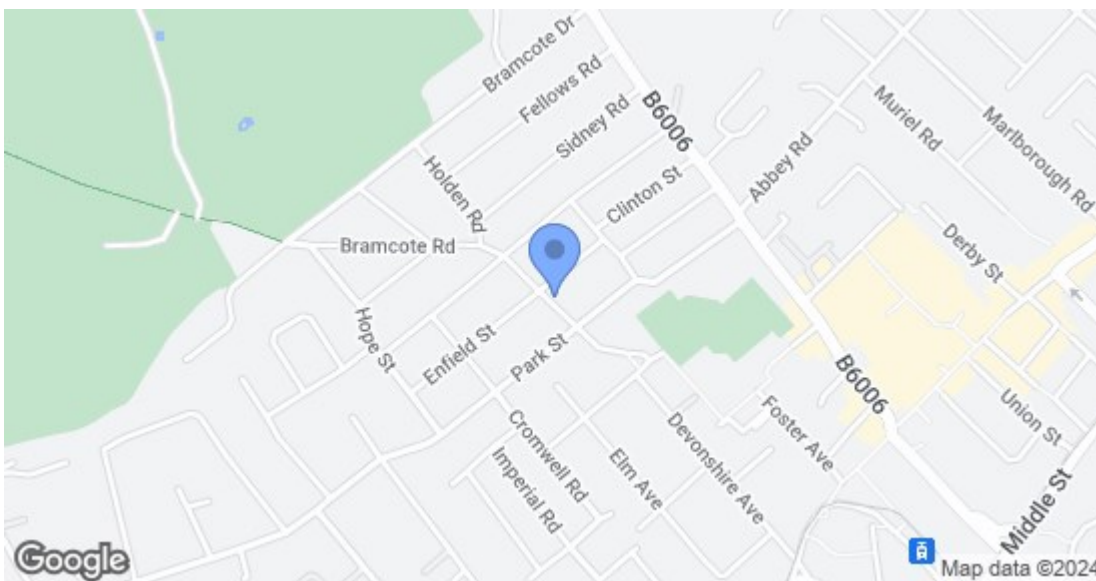 Bramcote Dr
Fellows Rd
B6006
Sidney Rd
Muriel Rd
Marlborough Rd
Holden Rd
Clinton St
Abbey Rd
Bramcote Rd
Derby St
Hope St
Enfield St
Park St
B6006
Union St
Cromwell Rd
Devonshire Ave
Foster Ave
Elm Ave
Imperial Rd
Middle St
Google
Map data ©2024